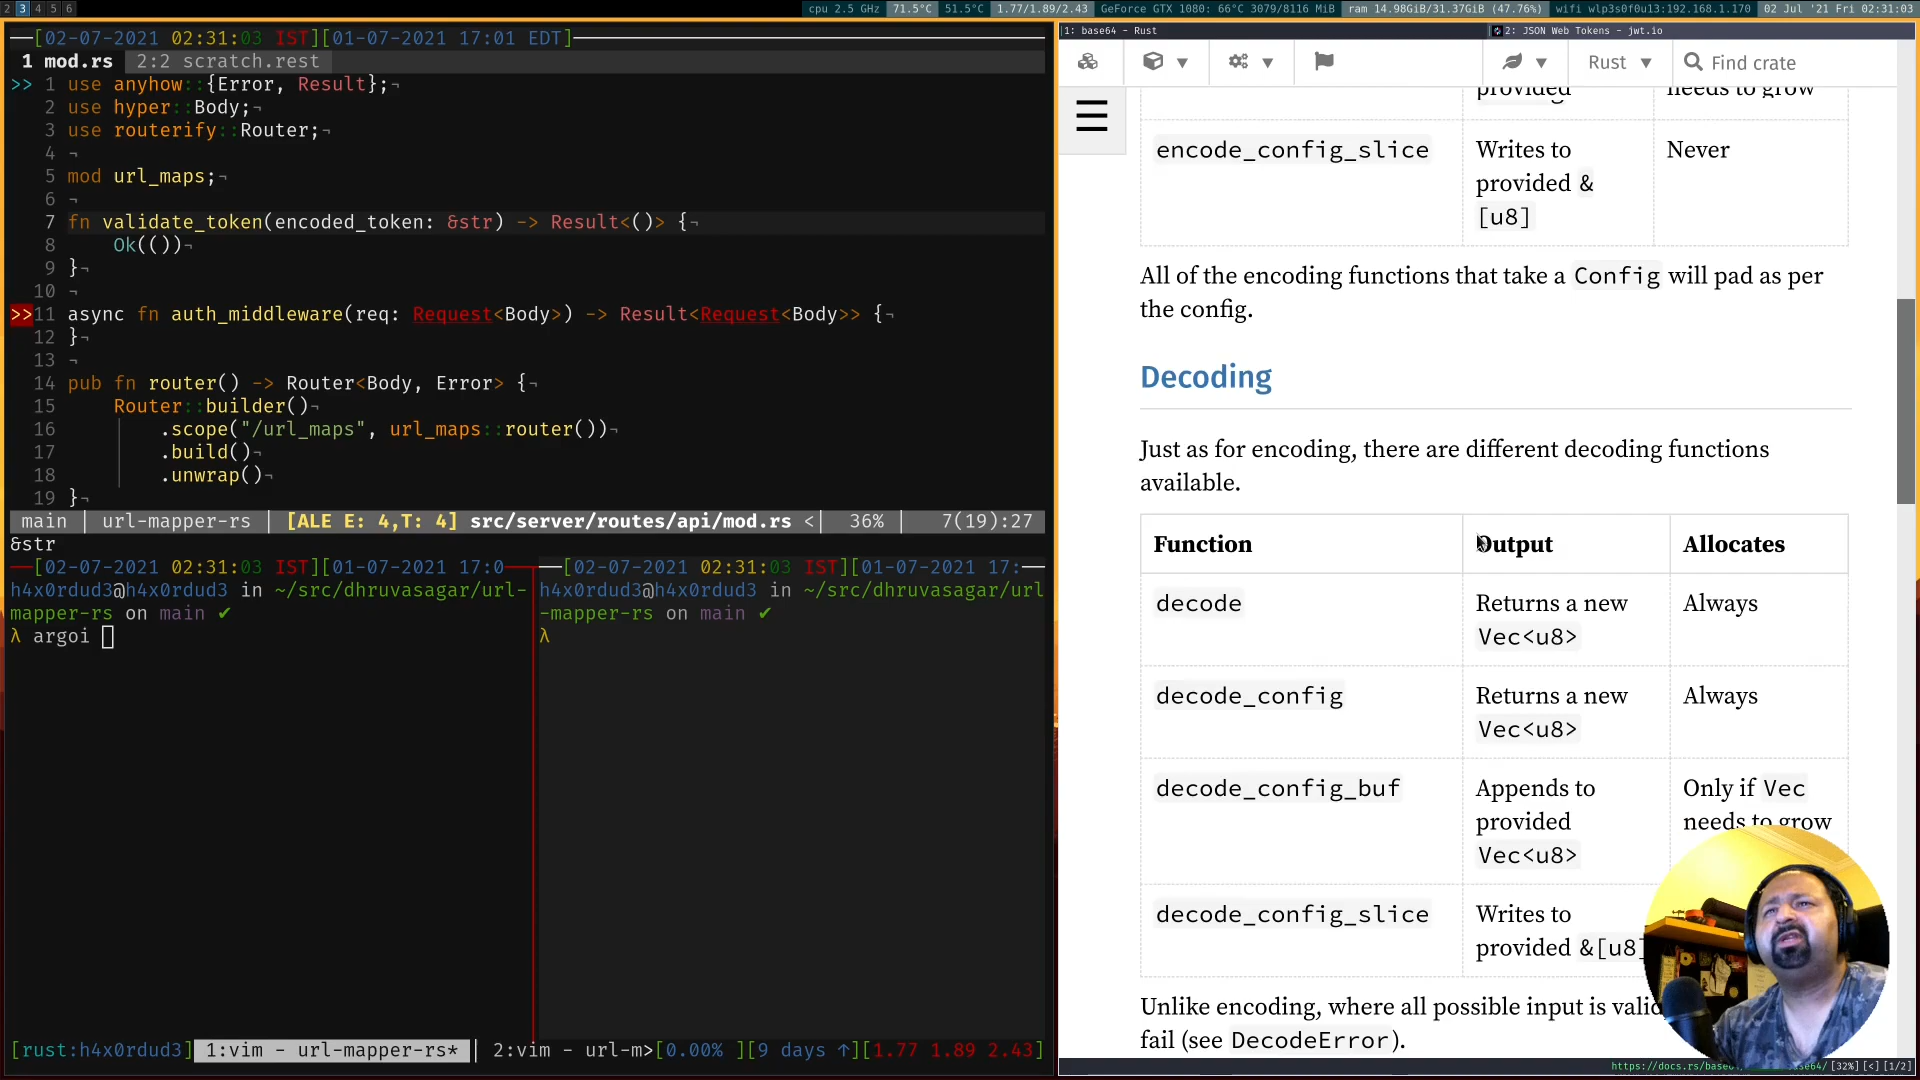 2 3 4 5 6
cpu 2.5 GHz 71.5°C 51.5°C 1.77/1.89/2.43 GeForce GTX 1080: 66°C 3079/8116 MiB ram 14.98GiB/31.37GiB (47.76%) wifi wlp3s0f0u13:192.168.1.170 02 Jul '21 Fri 02:31:03
[02-07-2021 02:31:03 IST][01-07-2021 17:01 EDT]
1 mod.rs 2:2 scratch.rest
>> 1 use anyhow::{Error, Result};¬
2 use hyper::Body;¬
3 use routerify::Router;¬
4 ¬
5 mod url_maps;¬
6 ¬
7 fn validate_token(encoded_token: &str) -> Result<()> {¬
8 Ok(())¬
9 }¬
10 ¬
>>11 async fn auth_middleware(req: Request<Body>) -> Result<Request<Body>> {¬
12 }¬
13 ¬
14 pub fn router() -> Router<Body, Error> {¬
15 Router::builder()¬
16 .scope("/url_maps", url_maps::router())¬
17 .build()¬
18 .unwrap()¬
19 }¬
main | url-mapper-rs | [ALE E: 4,T: 4] src/server/routes/api/mod.rs <| 36% | 7(19):27
&str
[02-07-2021 02:31:03 IST][01-07-2021 17:0
h4x0rdud3@h4x0rdud3 in ~/src/dhruvasagar/url-
mapper-rs on main ✔
λ argoi
[02-07-2021 02:31:03 IST][01-07-2021 17:
h4x0rdud3@h4x0rdud3 in ~/src/dhruvasagar/url
-mapper-rs on main ✔
λ
[rust:h4x0rdud3] 1:vim - url-mapper-rs* | 2:vim - url-m>[0.00% ][9 days ↑][1.77 1.89 2.43]
1: base64 - Rust
2: JSON Web Tokens - jwt.io
Rust Find crate
provided needs to grow
encode_config_slice Writes to Never
provided &
[u8]
All of the encoding functions that take a Config will pad as per
the config.
Decoding
Just as for encoding, there are different decoding functions
available.
Function Output Allocates
decode Returns a new Always
Vec<u8>
decode_config Returns a new Always
Vec<u8>
decode_config_buf Appends to Only if Vec
provided needs to grow
Vec<u8>
decode_config_slice Writes to
provided &[u8]
Unlike encoding, where all possible input is
fail (see DecodeError).
[32%][<][1/2]